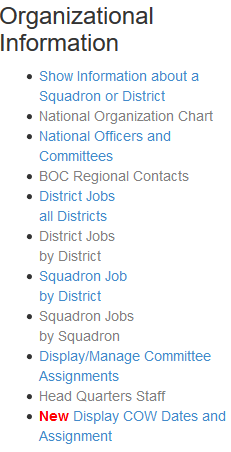 Organizational
Information
• Show Information about a
Squadron or District
• National Organization Chart
• National Officers and
Committees
• BOC Regional Contacts
• District Jobs
all Districts
• District Jobs
by District
• Squadron Job
by District
• Squadron Jobs
by Squadron
• Display/Manage Committee
Assignments
• Head Quarters Staff
• New Display COW Dates and
Assignment